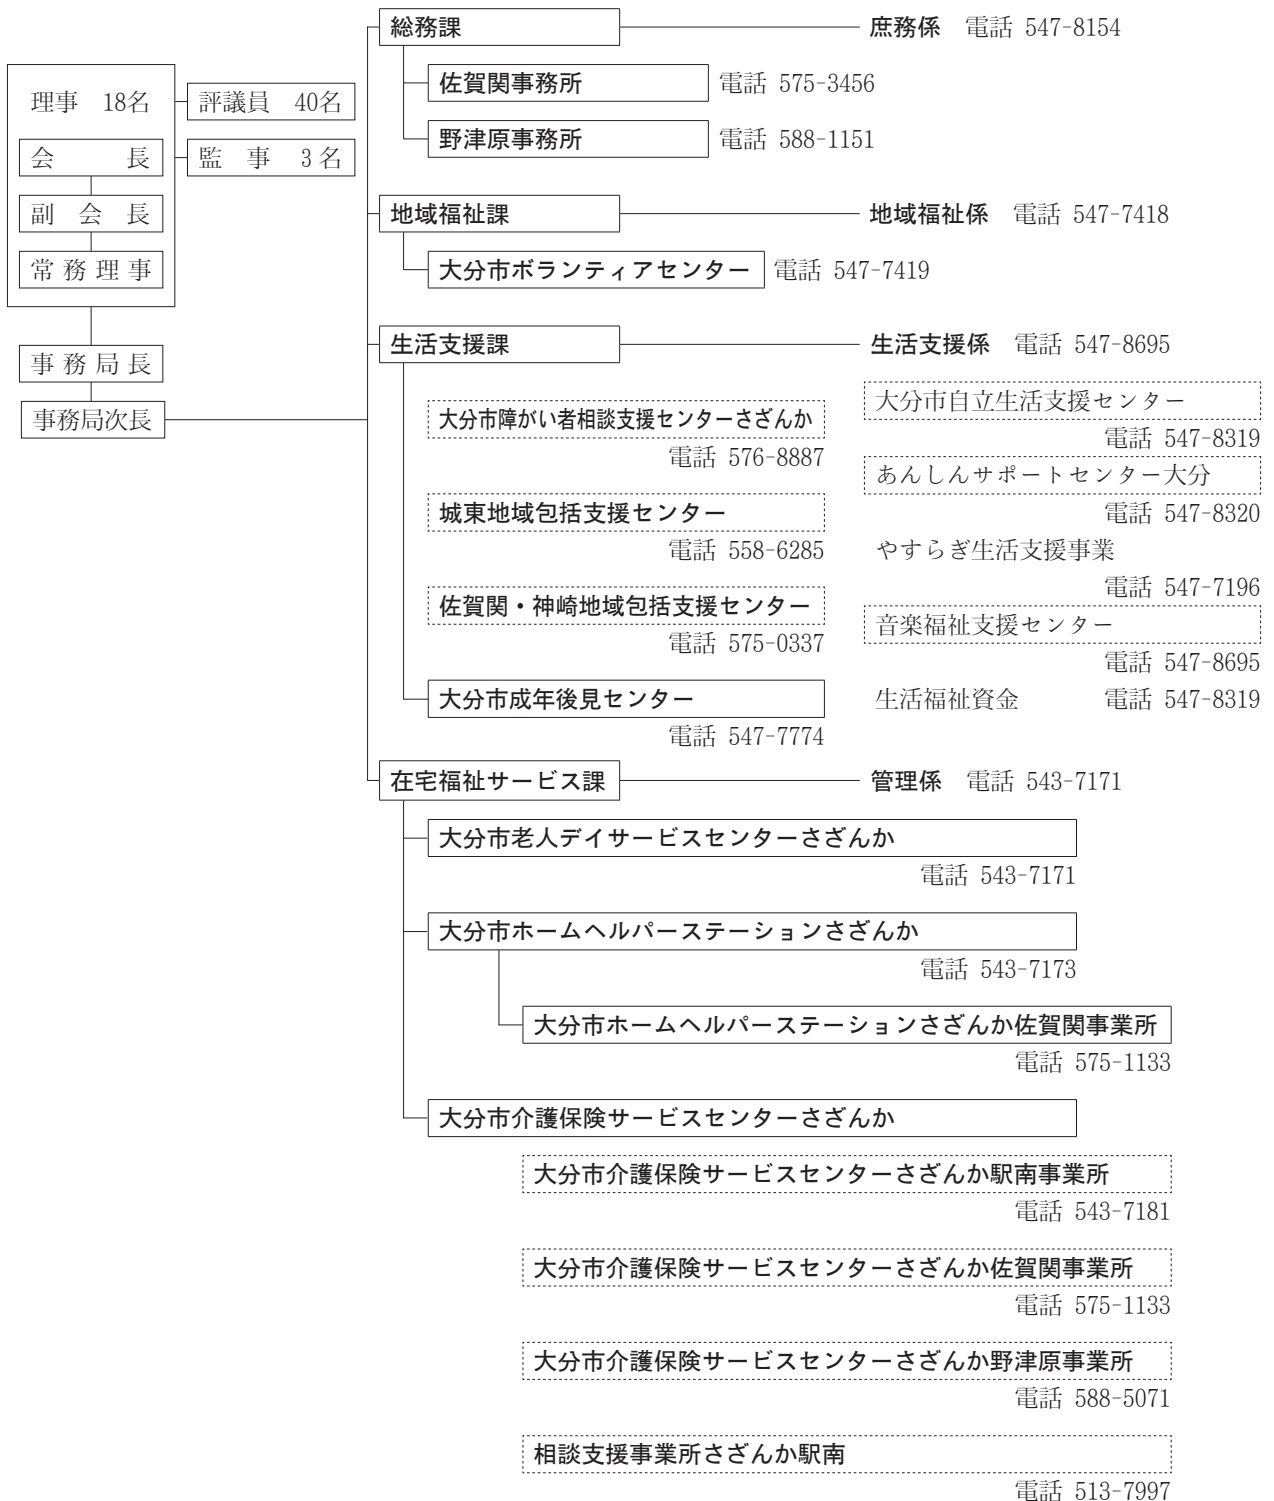 理事　18名
評議員　40名
会　　　長
監　事　3名
副　会　長
常務理事
事務局長
事務局次長
総務課
庶務係　電話 547-8154
佐賀関事務所　電話 575-3456
野津原事務所　電話 588-1151
地域福祉課
地域福祉係　電話 547-7418
大分市ボランティアセンター　電話 547-7419
生活支援課
生活支援係　電話 547-8695
大分市障がい者相談支援センターさざんか
電話 576-8887
城東地域包括支援センター
電話 558-6285
佐賀関・神崎地域包括支援センター
電話 575-0337
大分市成年後見センター
電話 547-7774
大分市自立生活支援センター
電話 547-8319
あんしんサポートセンター大分
電話 547-8320
やすらぎ生活支援事業
電話 547-7196
音楽福祉支援センター
電話 547-8695
生活福祉資金　電話 547-8319
在宅福祉サービス課
管理係　電話 543-7171
大分市老人デイサービスセンターさざんか
電話 543-7171
大分市ホームヘルパーステーションさざんか
電話 543-7173
大分市ホームヘルパーステーションさざんか佐賀関事業所
電話 575-1133
大分市介護保険サービスセンターさざんか
大分市介護保険サービスセンターさざんか駅南事業所
電話 543-7181
大分市介護保険サービスセンターさざんか佐賀関事業所
電話 575-1133
大分市介護保険サービスセンターさざんか野津原事業所
電話 588-5071
相談支援事業所さざんか駅南
電話 513-7997